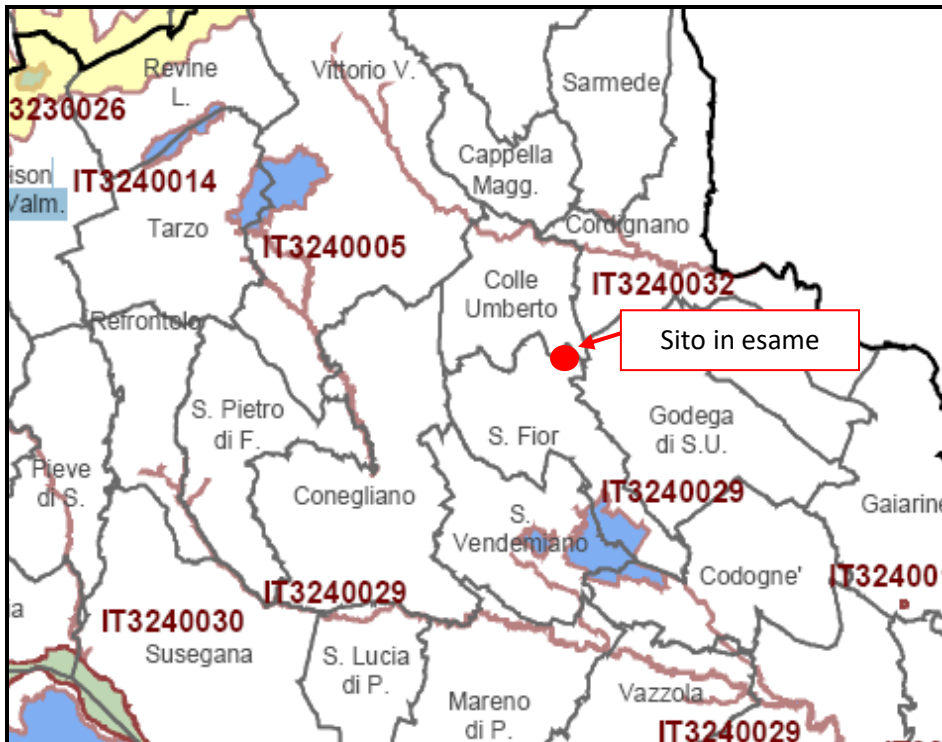 Revine
L.
Vittorio V.
Sarmede
3230026
Cappella
Magg.
ison
Valm.
IT3240014
Tarzo
IT3240005
Cordignano
Colle
Umberto
IT3240032
Refrontolo
Sito in esame
S. Pietro
di F.
S. Fior
Godega
di S.U.
Pieve
di S.
Conegliano
IT3240029
Gaiarine
S.
Vendemiano
Codogne'
IT32400
IT3240029
IT3240030
Susegana
S. Lucia
di P.
Mareno
di P.
Vazzola
IT3240029